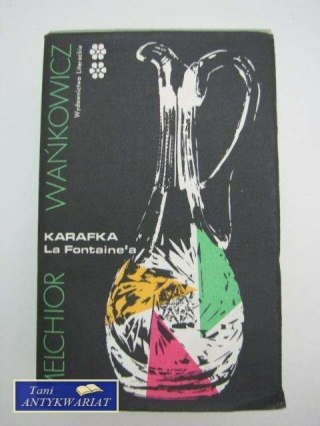 MELCHIOR WAŃKOWICZ
Wydawnictwo Literackie
KARAFKA
La Fontaine'a
Tani
ANTYKWARIAT